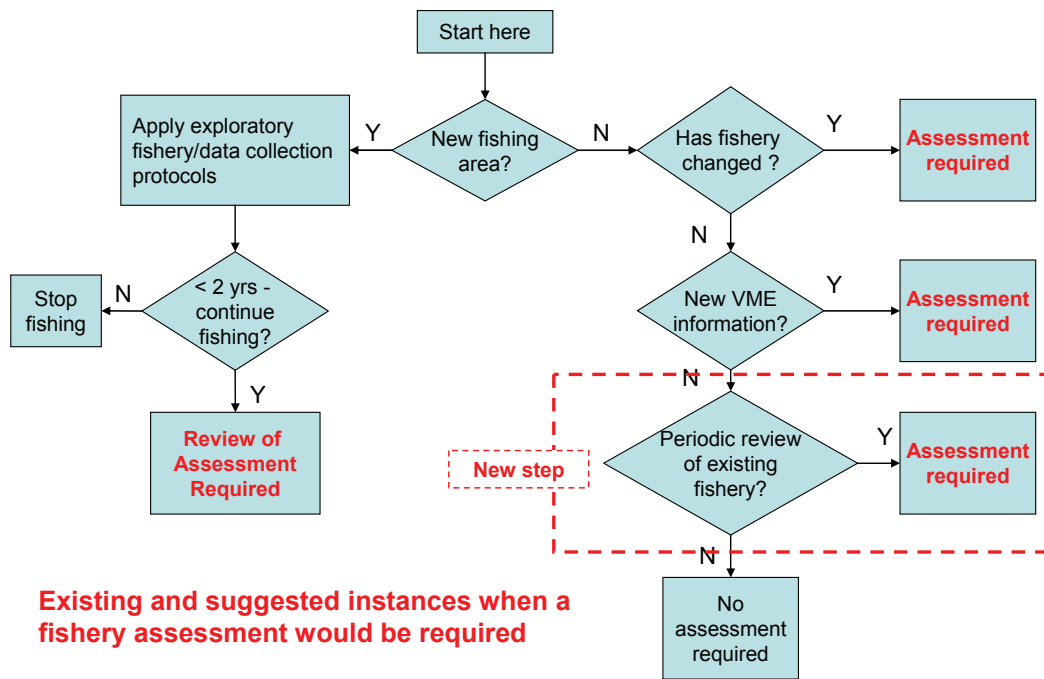 Start here
Apply exploratory
fishery/data collection
protocols
Y
New fishing
area?
N
Has fishery
changed ?
Y
Assessment
required
N
Stop
fishing
N
< 2 yrs -
continue
fishing?
Y
Review of
Assessment
Required
New VME
information?
Y
Assessment
required
N
New step
Periodic review
of existing
fishery?
Y
Assessment
required
N
No
assessment
required
Existing and suggested instances when a
fishery assessment would be required